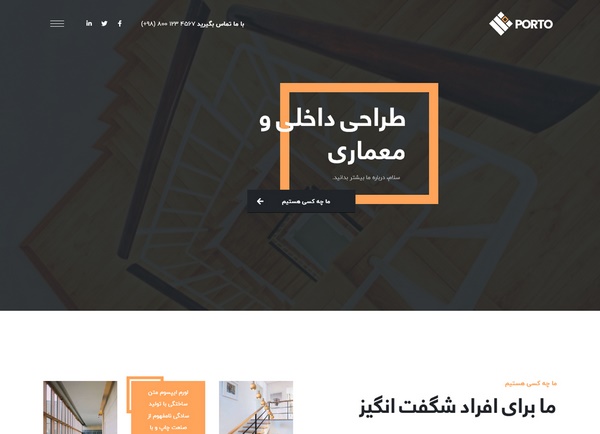 PORTO
با ما تماس بگیرید ۴۵۶۷ ۱۲۳ ۸۰۰ (۹۸+)
طراحی داخلی و
معماری
سلام، درباره ما بیشتر بدانید.
ما چه کسی هستیم
ما چه کسی هستیم
ما برای افراد شگفت انگیز
لورم ایپسوم متن
ساختگی با تولید
سادگی نامفهوم از
صنعت چاپ و با